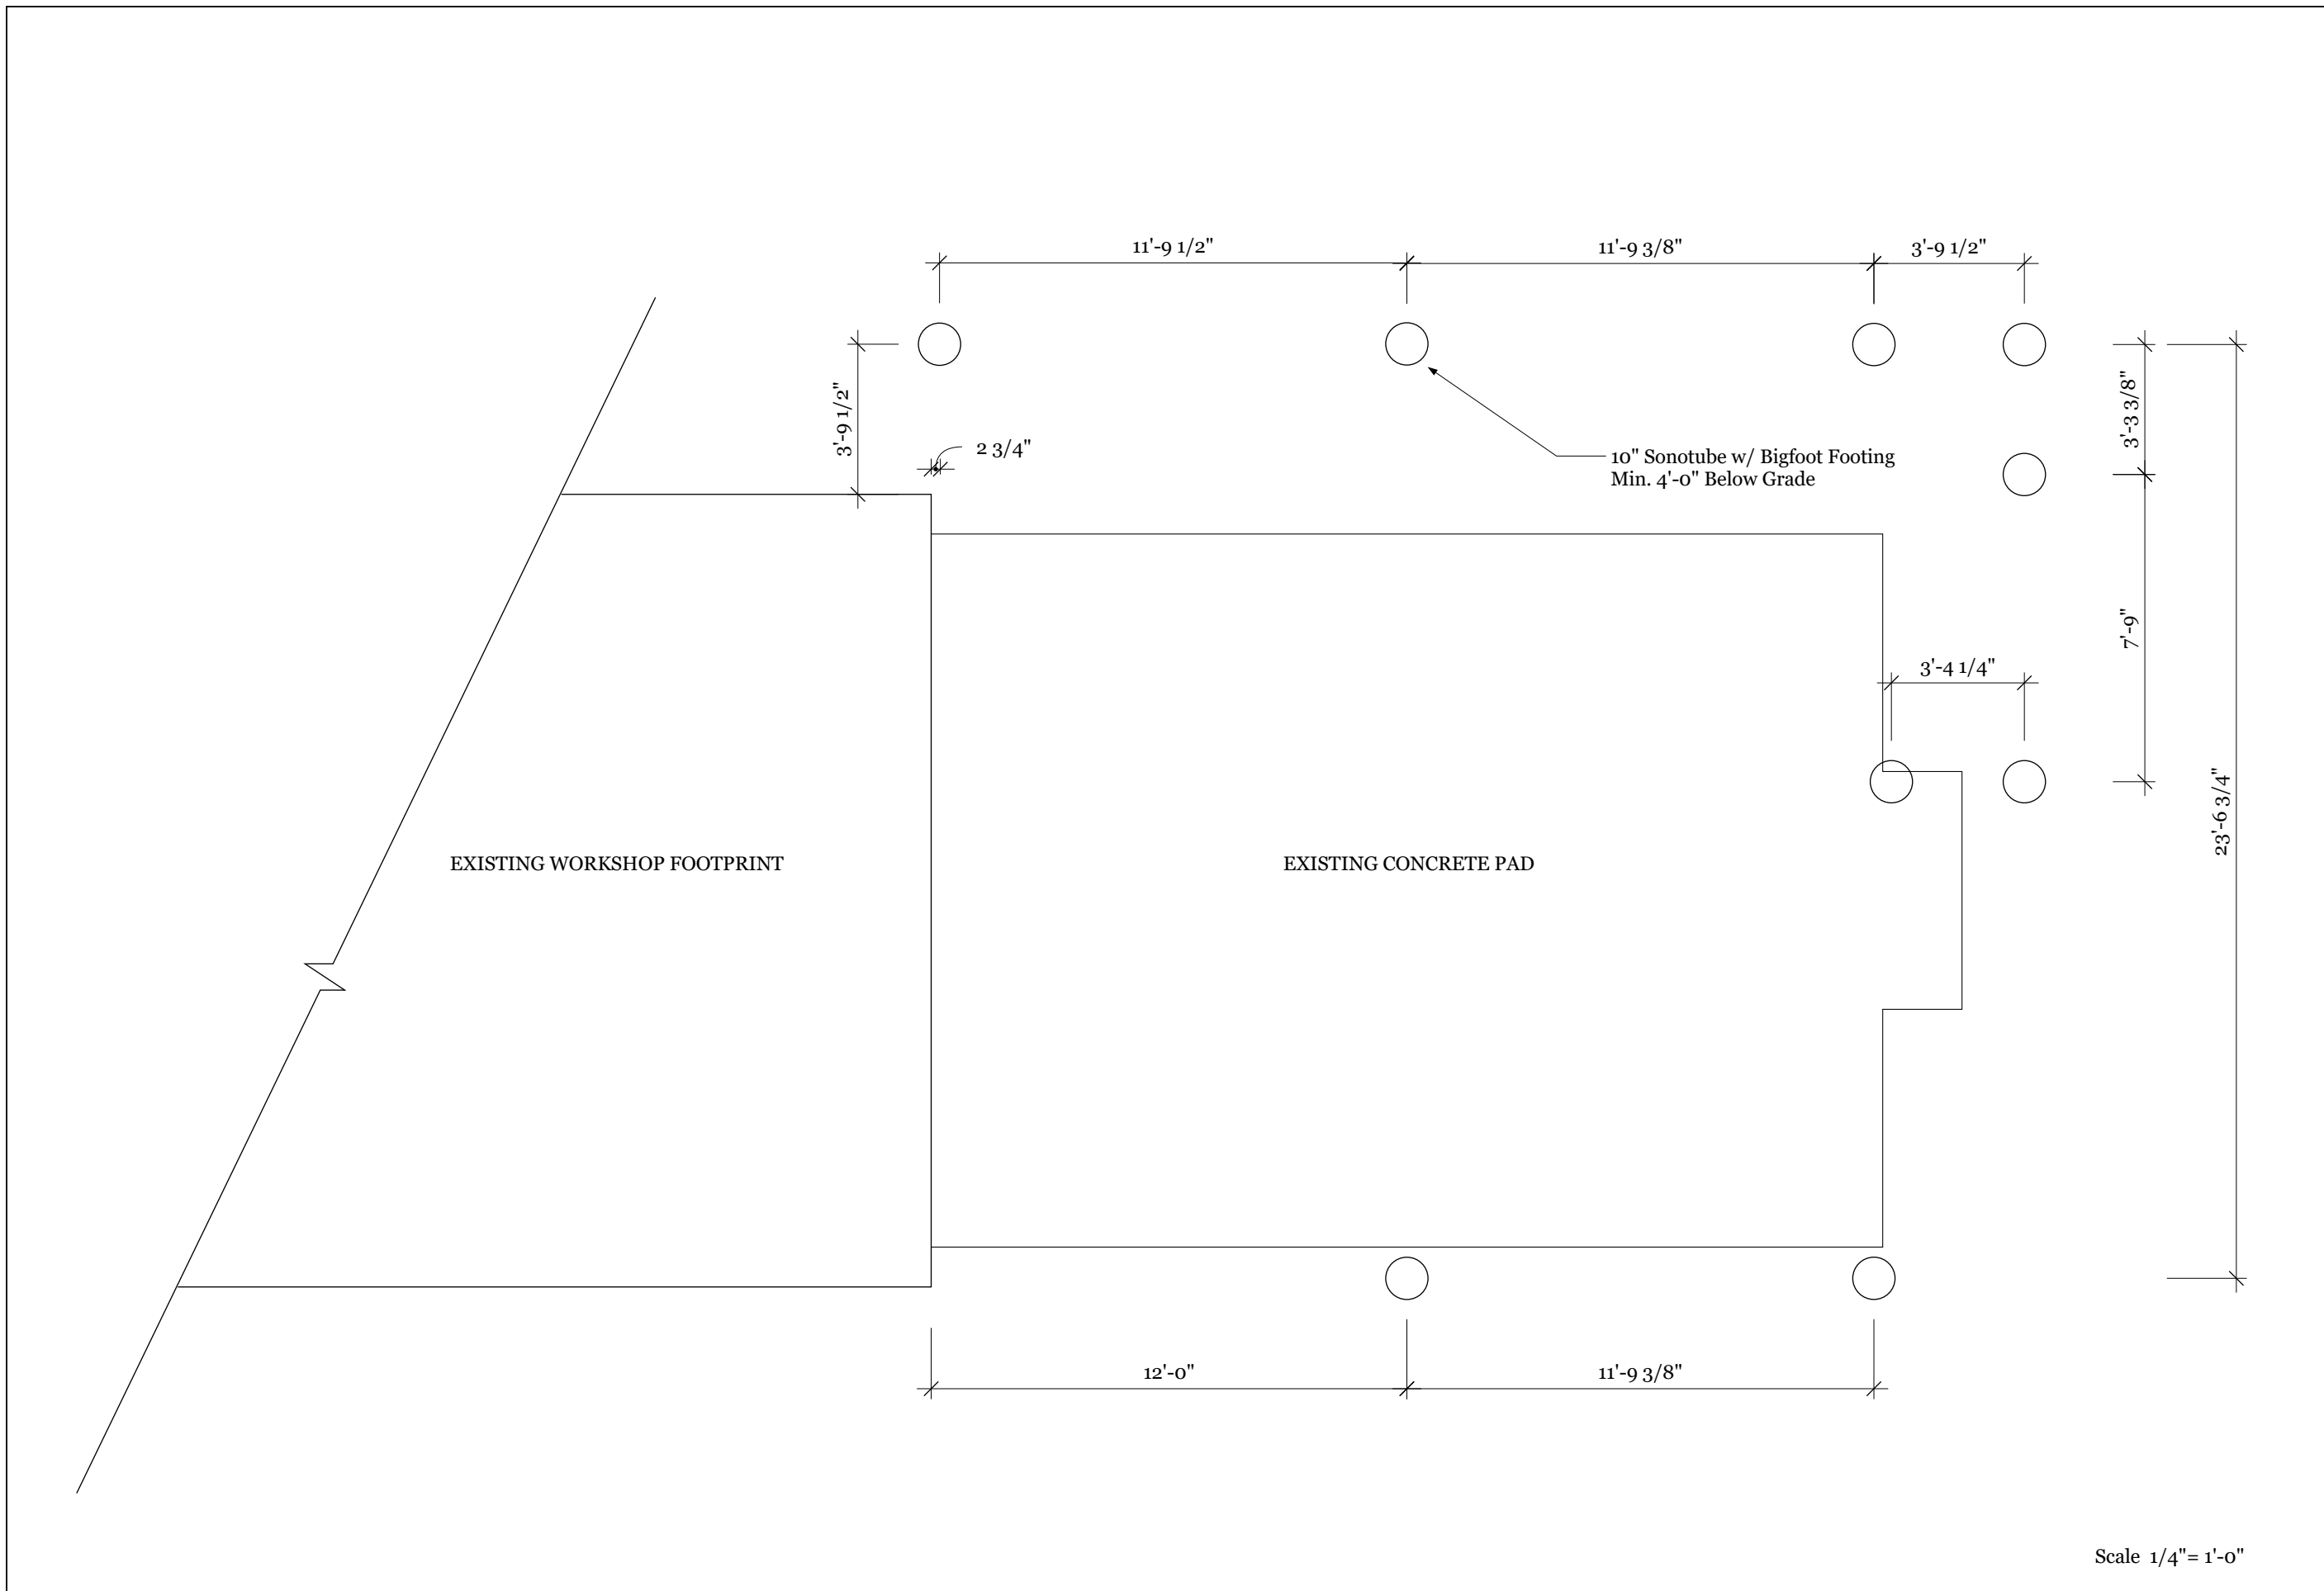 11'-9 1/2"
11'-9 3/8"
3'-9 1/2"
3'-9 1/2"
3'-3 3/8"
2 3/4"
10" Sonotube w/ Bigfoot Footing
Min. 4'-0" Below Grade
7'-9"
3'-4 1/4"
23'-6 3/4"
EXISTING WORKSHOP FOOTPRINT
EXISTING CONCRETE PAD
12'-0"
11'-9 3/8"
Scale 1/4"= 1'-0"